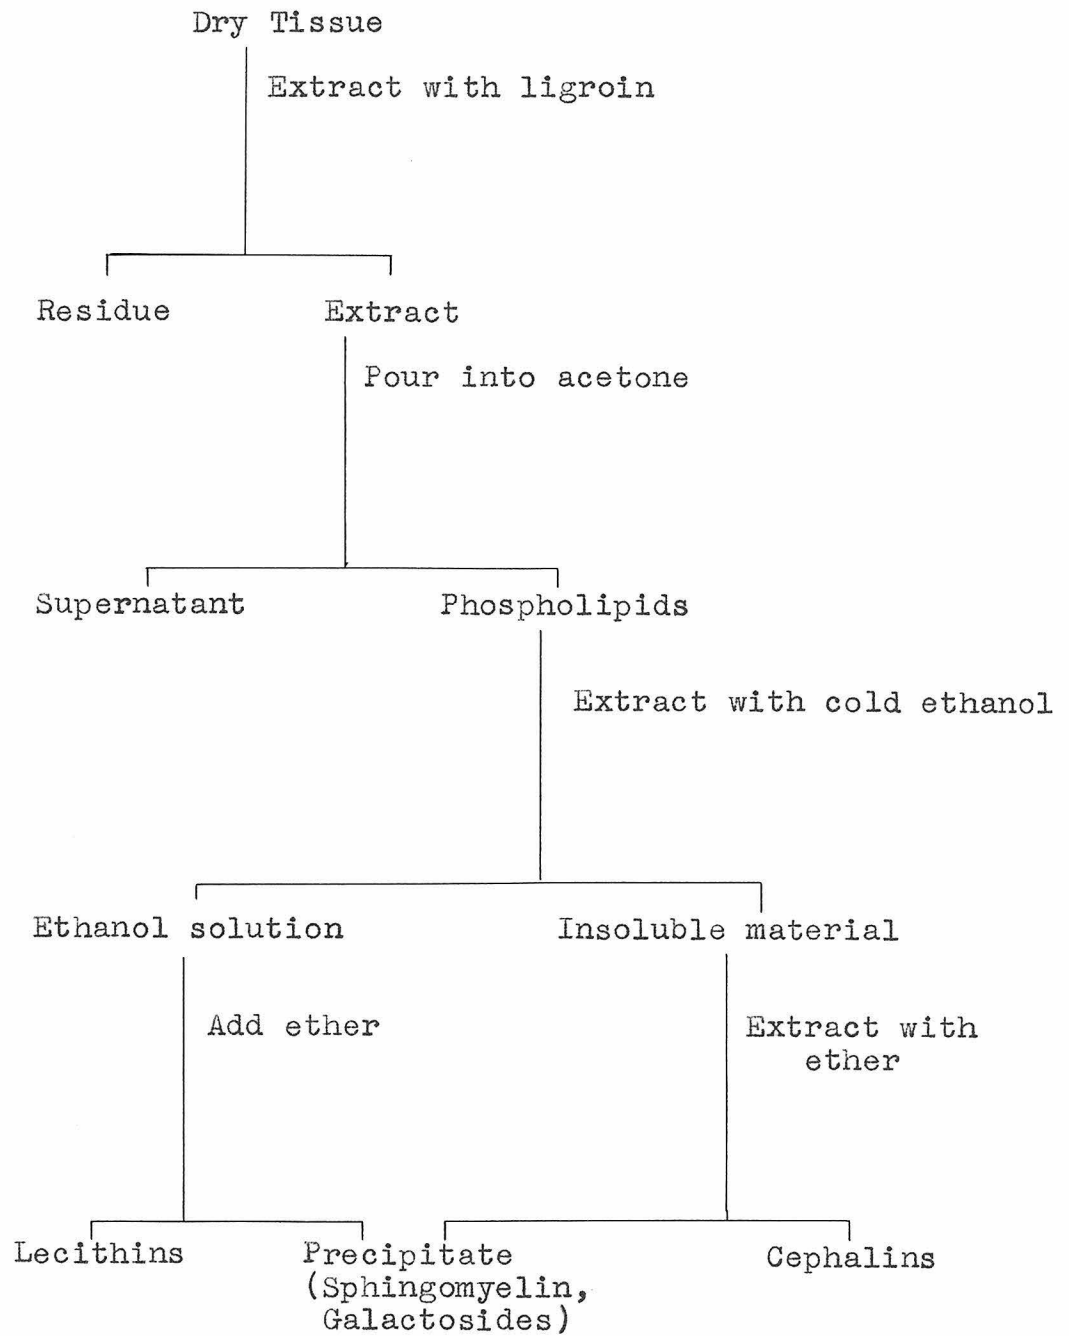 Dry Tissue
Extract with ligroin
Residue
Extract
Pour into acetone
Supernatant
Phospholipids
Extract with cold ethanol
Ethanol solution
Insoluble material
Add ether
Extract with
ether
Lecithins
Precipitate
(Sphingomyelin,
Galactosides)
Cephalins